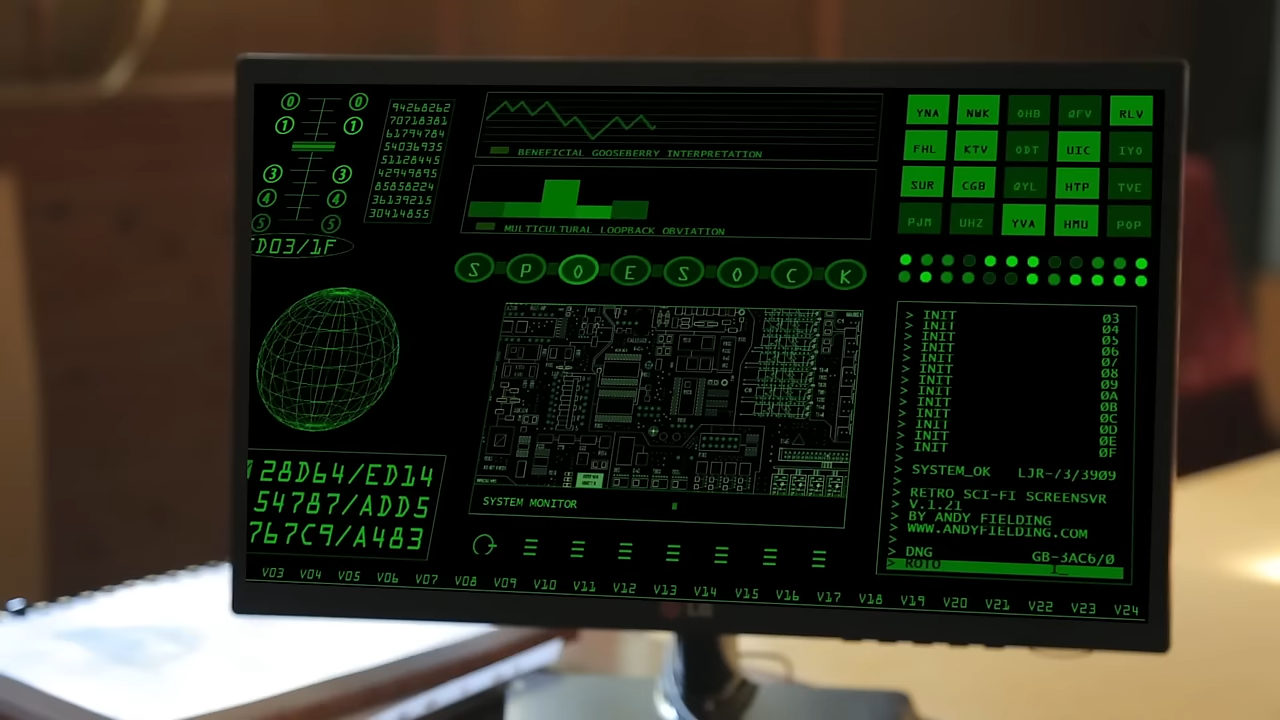 0 0
1 1
3 3
4 4
5 5
D03/1F
94268262
70718381
61794784
54036935
51128445
42949895
85858224
36139215
30414855
BENEFICIAL GOOSEBERRY INTERPRETATION
MULTICULTURAL LOOPBACK OBVIATION
S P O E S O C K
YNA NWK OHB OFV RLV
FHL KTV ODT UIC IYO
SUR CGB OYL HTP TVE
PJM UHZ YVA HMU POP
28D64/ED14
54787/ADD5
767C9/A483
SYSTEM MONITOR
> INIT 03
> INIT 04
> INIT 05
> INIT 06
> INIT 07
> INIT 08
> INIT 09
> INIT 0A
> INIT 0B
> INIT 0C
> INIT 0D
> INIT 0E
> INIT 0F
>
> SYSTEM_OK LJR-73/3909
>
> RETRO SCI-FI SCREENSVR
> V.1.21
> BY ANDY FIELDING
> WWW.ANDYFIELDING.COM
>
> DNG GB-3AC6/0
> ROTO
V03 V04 V05 V06 V07 V08 V09 V10 V11 V12 V13 V14 V15 V16 V17 V18 V19 V20 V21 V22 V23 V24
LG